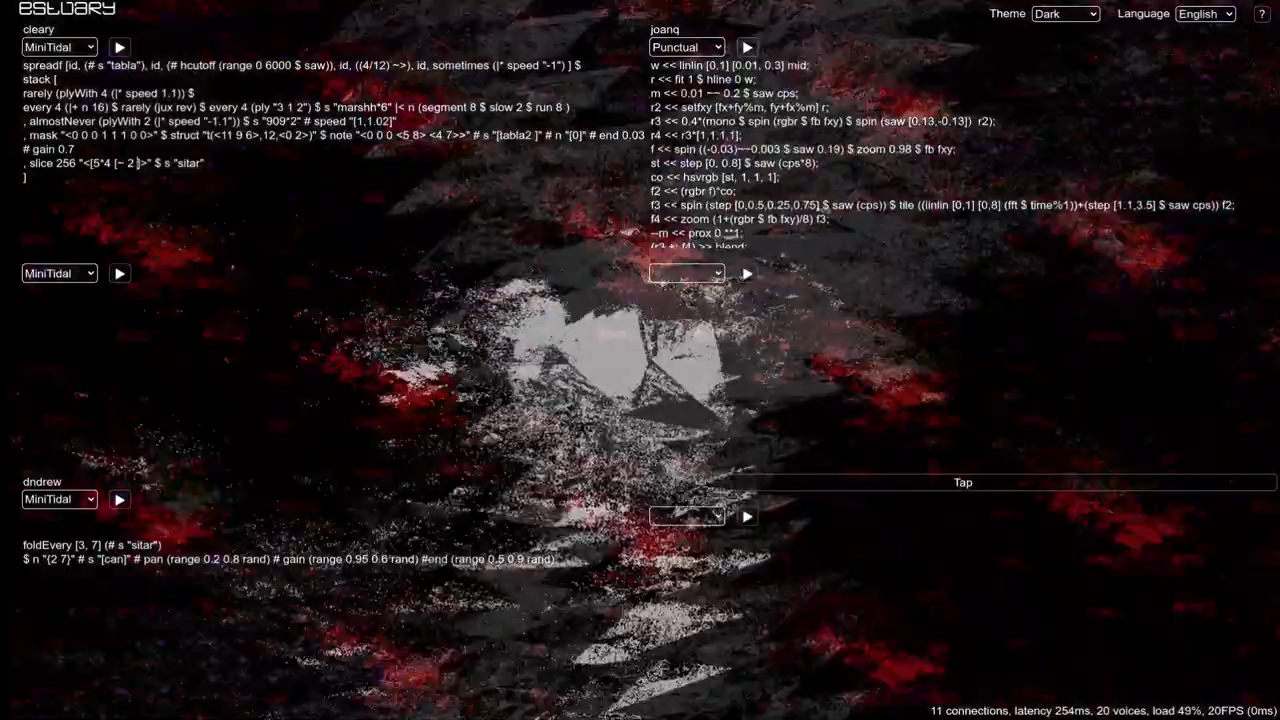 estuary
Theme Dark Language English ?
cleary
MiniTidal
spreadf [id, (# s "tabla"), id, (# hcutoff (range 0 6000 $ saw)), id, ((4/12) ~>), id, sometimes (|* speed "-1") ] $
stack [
rarely (plyWith 4 (|* speed 1.1)) $
every 4 (|+ n 16) $ rarely (jux rev) $ every 4 (ply "3 1 2") $ s "marshh*6" |< n (segment 8 $ slow 2 $ run 8 )
, almostNever (plyWith 2 (|* speed "-1.1")) $ s "909*2" # speed "[1,1.02]"
, mask "<0 0 0 1 1 1 0 0>" $ struct "t(<11 9 6>,12,<0 2>)" $ note "<0 0 0 <5 8> <4 7>>" # s "[tabla2 ]" # n "[0]" # end 0.03
# gain 0.7
, slice 256 "<[5*4 [~ 2 ]>" $ s "sitar"
]
joanq
Punctual
w << linlin [0,1] [0.01, 0.3] mid;
r << fit 1 $ hline 0 w;
m << 0.01 ~~ 0.2 $ saw cps;
r2 << setfxy [fx+fy%m, fy+fx%m] r;
r3 << 0.4*(mono $ spin (rgbr $ fb fxy) $ spin (saw [0.13,-0.13]) r2);
r4 << r3*[1,1,1,1];
f << spin ((-0.03)~~0.003 $ saw 0.19) $ zoom 0.98 $ fb fxy;
st << step [0, 0.8] $ saw (cps*8);
co << hsvrgb [st, 1, 1, 1];
f2 << (rgbr f)*co;
f3 << spin (step [0,0.5,0.25,0.75] $ saw (cps)) $ tile ((linlin [0,1] [0,8] (fft $ time%1))+(step [1.1,3.5] $ saw cps)) f2;
f4 << zoom (1+(rgbr $ fb fxy)/8) f3;
--m << prox 0 **1;
MiniTidal
dndrew
MiniTidal
foldEvery [3, 7] (# s "sitar")
$ n "{2 7}" # s "[can]" # pan (range 0.2 0.8 rand) # gain (range 0.95 0.6 rand) #end (range 0.5 0.9 rand)
Tap
11 connections, latency 254ms, 20 voices, load 49%, 20FPS (0ms)